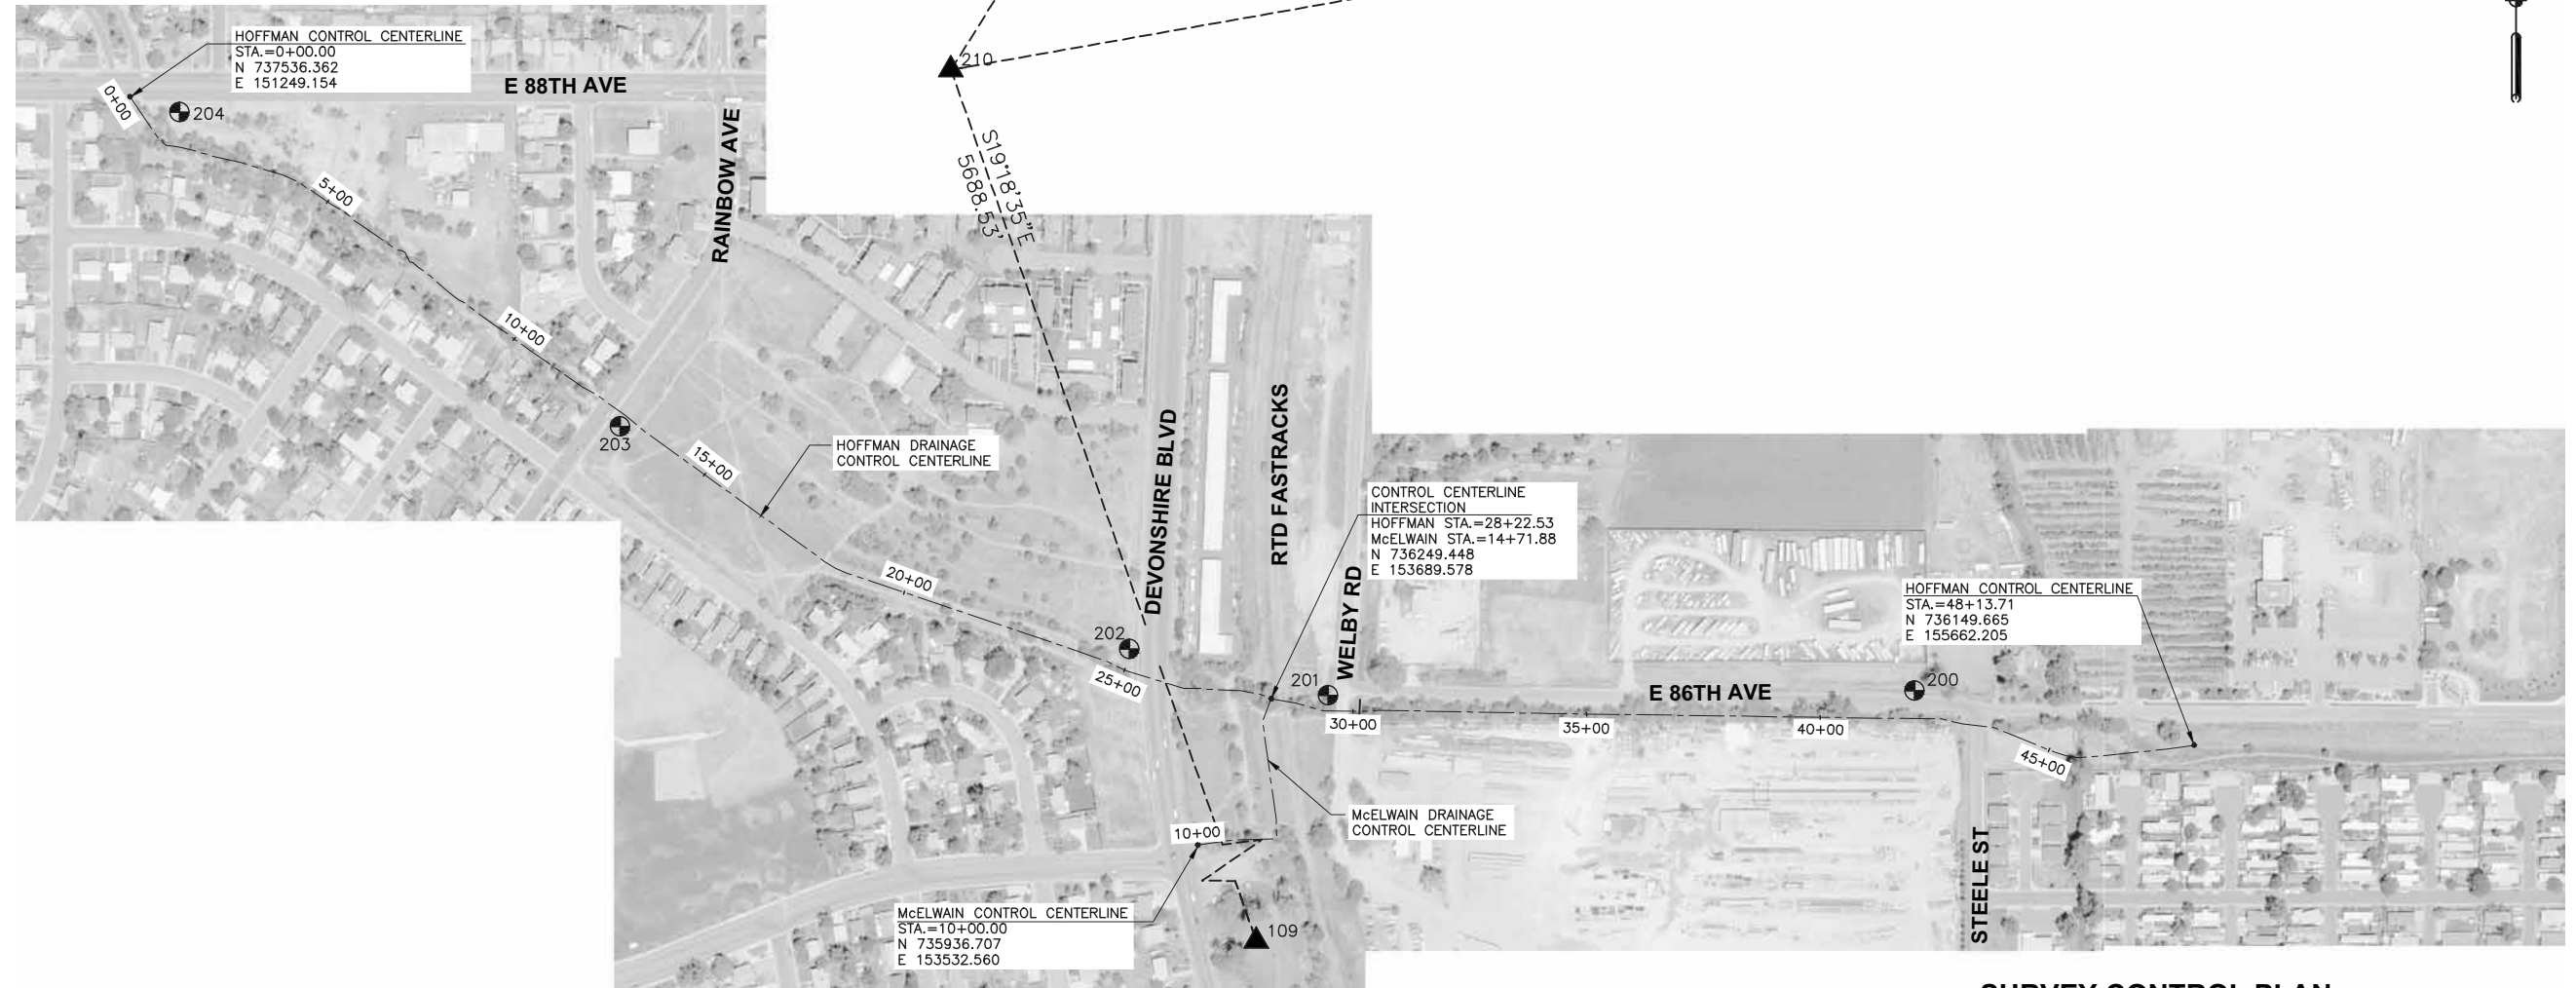 HOFFMAN CONTROL CENTERLINE
STA.=0+00.00
N 737536.362
E 151249.154
0+00
204
E 88TH AVE
RAINBOW AVE
210
S19°18'35"E
5688.53'
5+00
10+00
203
15+00
HOFFMAN DRAINAGE
CONTROL CENTERLINE
20+00
202
25+00
DEVONSHIRE BLVD
RTD FASTRACKS
CONTROL CENTERLINE
INTERSECTION
HOFFMAN STA.=28+22.53
McELWAIN STA.=14+71.88
N 736249.448
E 153689.578
WELBY RD
201
30+00
E 86TH AVE
35+00
40+00
200
HOFFMAN CONTROL CENTERLINE
STA.=48+13.71
N 736149.665
E 155662.205
45+00
McELWAIN DRAINAGE
CONTROL CENTERLINE
10+00
McELWAIN CONTROL CENTERLINE
STA.=10+00.00
N 735936.707
E 153532.560
109
STEELE ST
SURVEY CONTROL PLAN